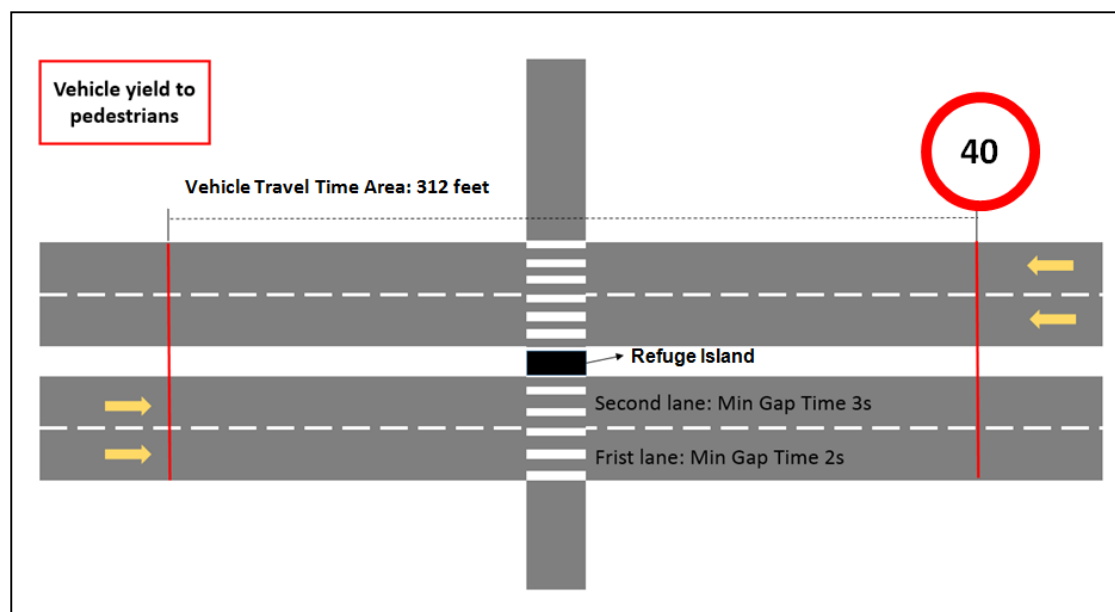 Vehicle yield to
pedestrians
40
Vehicle Travel Time Area: 312 feet
Refuge Island
Second lane: Min Gap Time 3s
Frist lane: Min Gap Time 2s